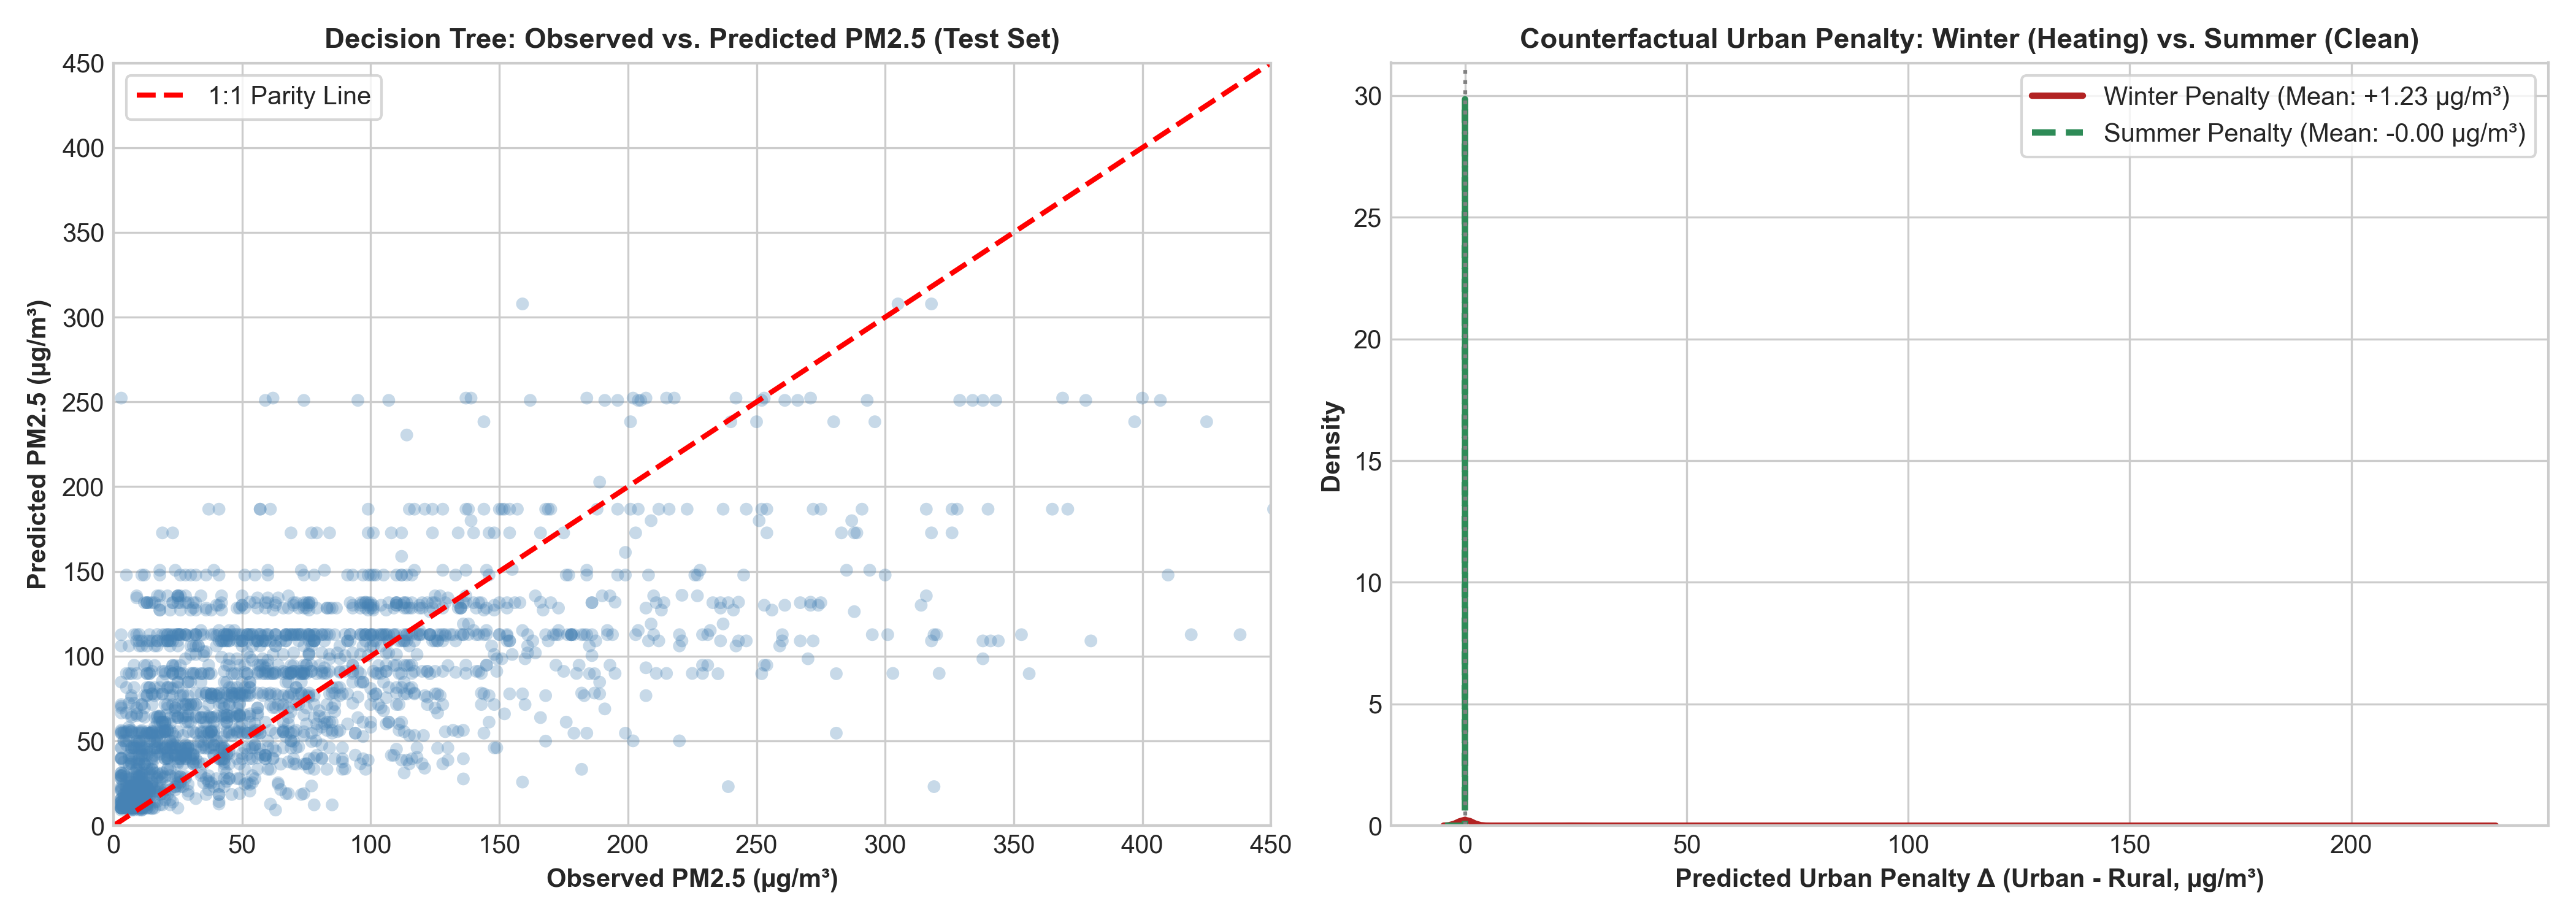 Decision Tree: Observed vs. Predicted PM2.5 (Test Set)
1:1 Parity Line
Predicted PM2.5 (µg/m³)
450
400
350
300
250
200
150
100
50
0
0 50 100 150 200 250 300 350 400 450
Observed PM2.5 (µg/m³)
Counterfactual Urban Penalty: Winter (Heating) vs. Summer (Clean)
Winter Penalty (Mean: +1.23 µg/m³)
Summer Penalty (Mean: -0.00 µg/m³)
Density
30
25
20
15
10
5
0
0 50 100 150 200
Predicted Urban Penalty Δ (Urban - Rural, µg/m³)